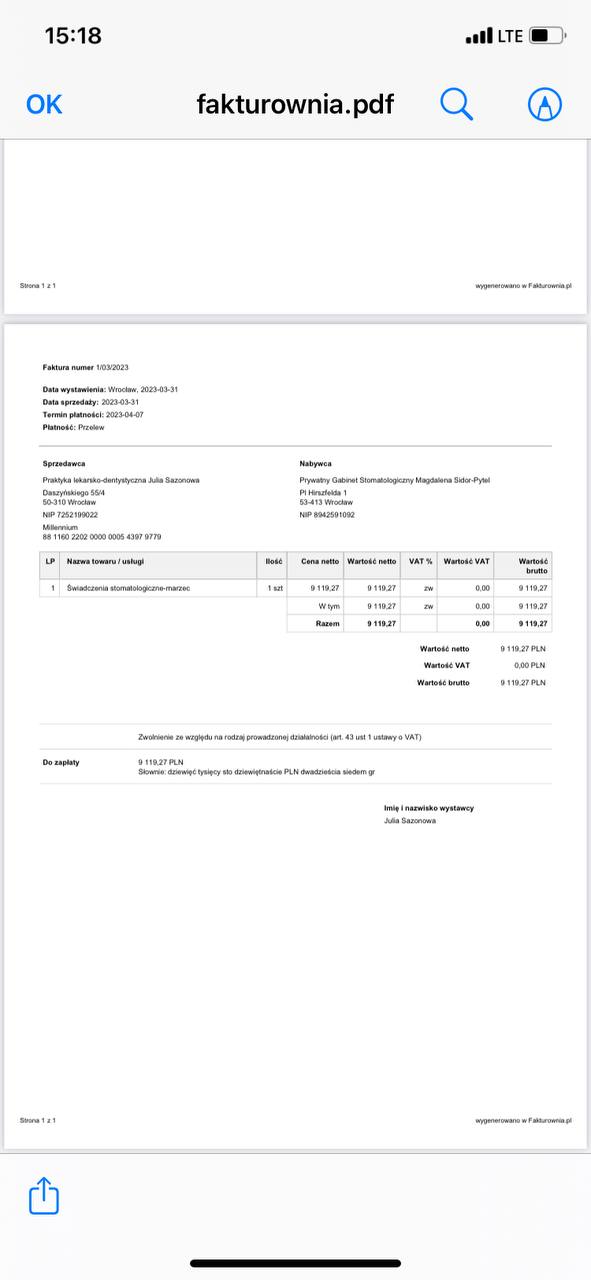 15:18
LTE
OK
fakturownia.pdf
Strona 1 z 1
wygenerowano w Fakturownia.pl
Faktura numer 1/03/2023
Data wystawienia: Wrocław, 2023-03-31
Data sprzedaży: 2023-03-31
Termin płatności: 2023-04-07
Płatność: Przelew
Sprzedawca
Praktyka lekarsko-dentystyczna Julia Sazonowa
Daszyńskiego 55/4
50-310 Wrocław
NIP 7252199022
Millennium
88 1160 2202 0000 0005 4397 9779
Nabywca
Prywatny Gabinet Stomatologiczny Magdalena Sidor-Pytel
Pl Hirszfelda 1
53-413 Wrocław
NIP 8942591092
LP Nazwa towaru / usługi Ilość Cena netto Wartość netto VAT % Wartość VAT Wartość
brutto
1 Świadczenia stomatologiczne-marzec 1 szt 9 119,27 9 119,27 zw 0,00 9 119,27
W tym 9 119,27 zw 0,00 9 119,27
Razem 9 119,27 0,00 9 119,27
Wartość netto 9 119,27 PLN
Wartość VAT 0,00 PLN
Wartość brutto 9 119,27 PLN
Zwolnienie ze względu na rodzaj prowadzonej działalności (art. 43 ust 1 ustawy o VAT)
Do zapłaty 9 119,27 PLN
Słownie: dziewięć tysięcy sto dziewiętnaście PLN dwadzieścia siedem gr
Imię i nazwisko wystawcy
Julia Sazonowa
Strona 1 z 1
wygenerowano w Fakturownia.pl